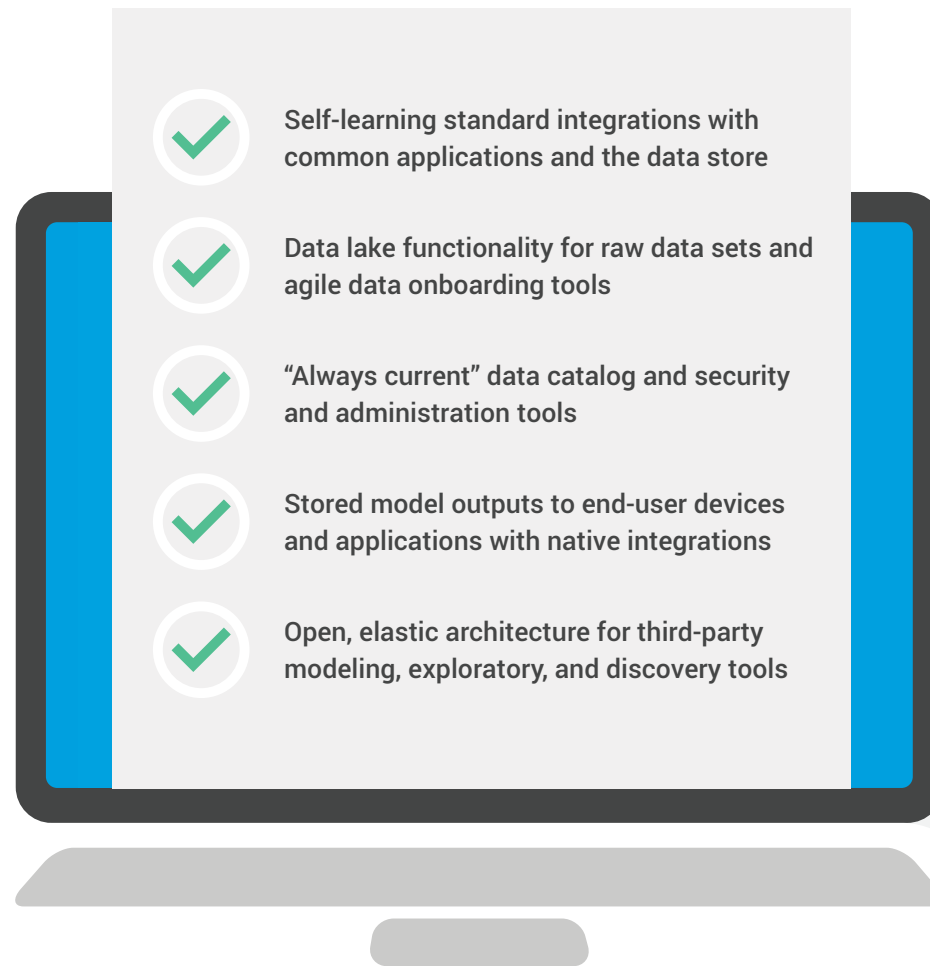 Self-learning standard integrations with
common applications and the data store
Data lake functionality for raw data sets and
agile data onboarding tools
“Always current” data catalog and security
and administration tools
Stored model outputs to end-user devices
and applications with native integrations
Open, elastic architecture for third-party
modeling, exploratory, and discovery tools